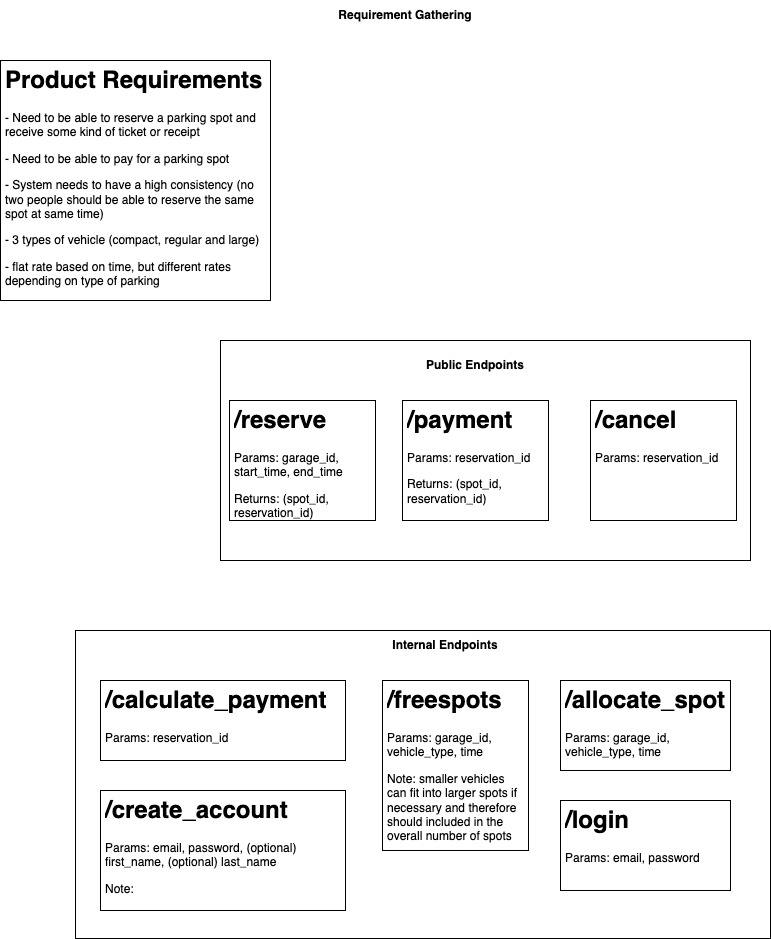 Requirement Gathering
Product Requirements
- Need to be able to reserve a parking spot and
receive some kind of ticket or receipt
- Need to be able to pay for a parking spot
- System needs to have a high consistency (no
two people should be able to reserve the same
spot at same time)
- 3 types of vehicle (compact, regular and large)
- flat rate based on time, but different rates
depending on type of parking
Public Endpoints
/reserve
Params: garage_id,
start_time, end_time
Returns: (spot_id,
reservation_id)
/payment
Params: reservation_id
Returns: (spot_id,
reservation_id)
/cancel
Params: reservation_id
Internal Endpoints
/calculate_payment
Params: reservation_id
/freespots
Params: garage_id,
vehicle_type, time
Note: smaller vehicles
can fit into larger spots if
necessary and therefore
should included in the
overall number of spots
/allocate_spot
Params: garage_id,
vehicle_type, time
/create_account
Params: email, password, (optional)
first_name, (optional) last_name
Note:
/login
Params: email, password